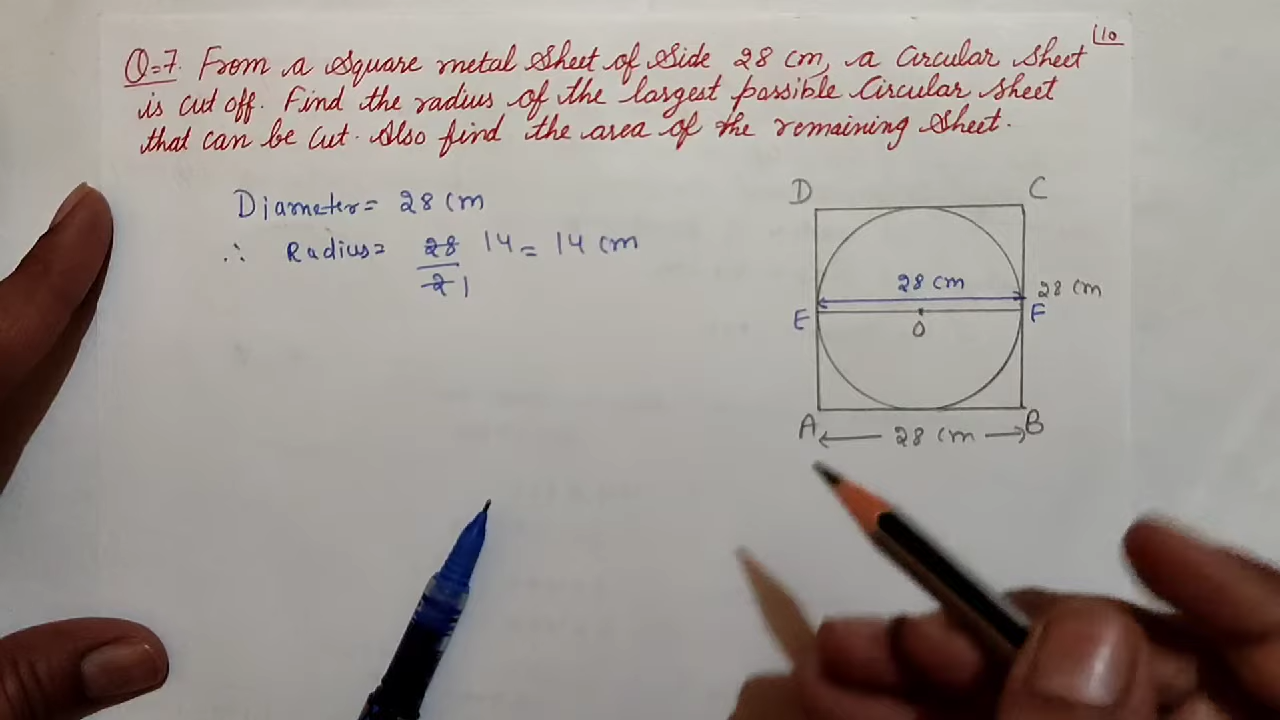 Q=7. From a square metal sheet of side 28 cm, a circular sheet
10
is cut off. Find the radius of the largest possible circular sheet
that can be cut. Also find the area of the remaining sheet.
Diameter = 28 cm
∴ Radius = 28/2 14/1 = 14 cm
D C
28 cm
28 cm
E O F
A B
28 cm